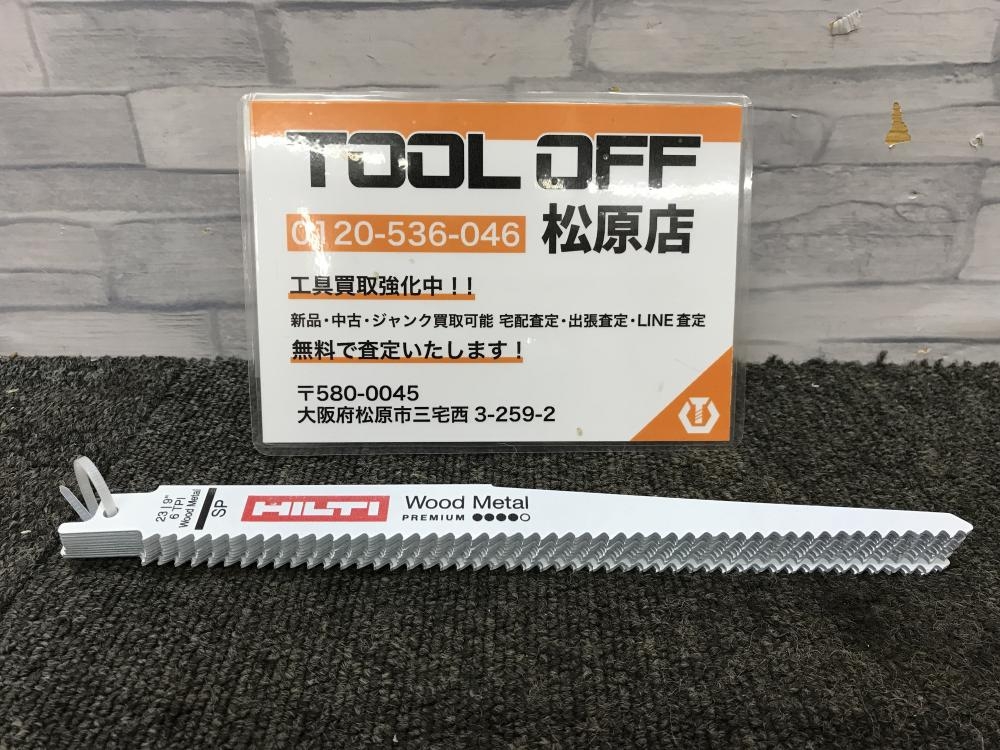 TOOL OFF
0120-536-046 松原店
工具買取強化中!!
新品・中古・ジャンク買取可能 宅配査定・出張査定・LINE査定
無料で査定いたします!
〒580-0045
大阪府松原市三宅西 3-259-2
23|9"
6 TPI
Wood Metal
SP
HILTI
Wood Metal
PREMIUM